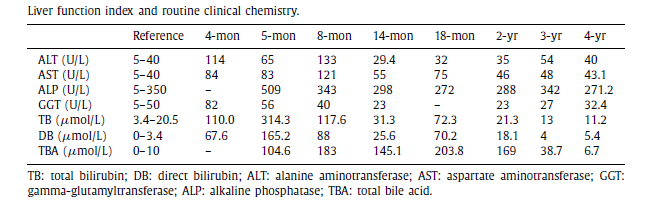 Liver function index and routine clinical chemistry.
Reference 4-mon 5-mon 8-mon 14-mon 18-mon 2-yr 3-yr 4-yr
ALT (U/L) 5–40 114 65 133 29.4 32 35 54 40
AST (U/L) 5–40 84 83 121 55 75 46 48 43.1
ALP (U/L) 5–350 – 509 343 298 272 288 342 271.2
GGT (U/L) 5–50 82 56 40 23 – 23 27 32.4
TB (μmol/L) 3.4–20.5 110.0 314.3 117.6 31.3 72.3 21.3 13 11.2
DB (μmol/L) 0–3.4 67.6 165.2 88 25.6 70.2 18.1 4 5.4
TBA (μmol/L) 0–10 – 104.6 183 145.1 203.8 169 38.7 6.7
TB: total bilirubin; DB: direct bilirubin; ALT: alanine aminotransferase; AST: aspartate aminotransferase; GGT:
gamma-glutamyltransferase; ALP: alkaline phosphatase; TBA: total bile acid.